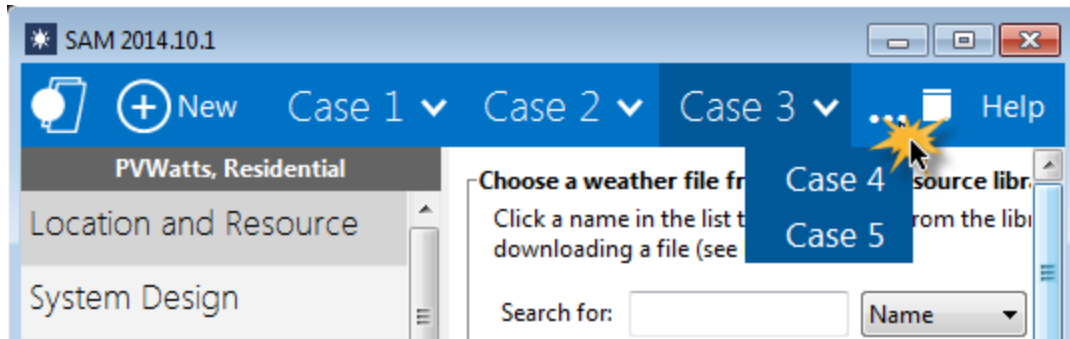 SAM 2014.10.1
New Case 1 Case 2 Case 3 ... Help
PVWatts, Residential
Location and Resource
System Design
Choose a weather file fr
source libr
Click a name in the list t
rom the libr
downloading a file (see
Case 4
Case 5
Search for: Name